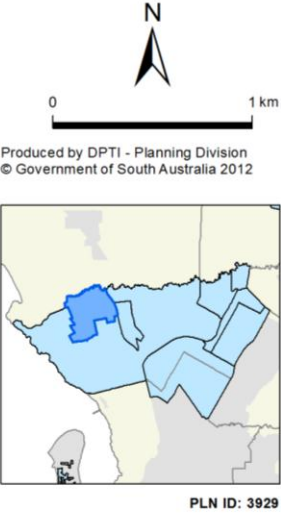 N
0 1 km
Produced by DPTI - Planning Division
© Government of South Australia 2012
PLN ID: 3929